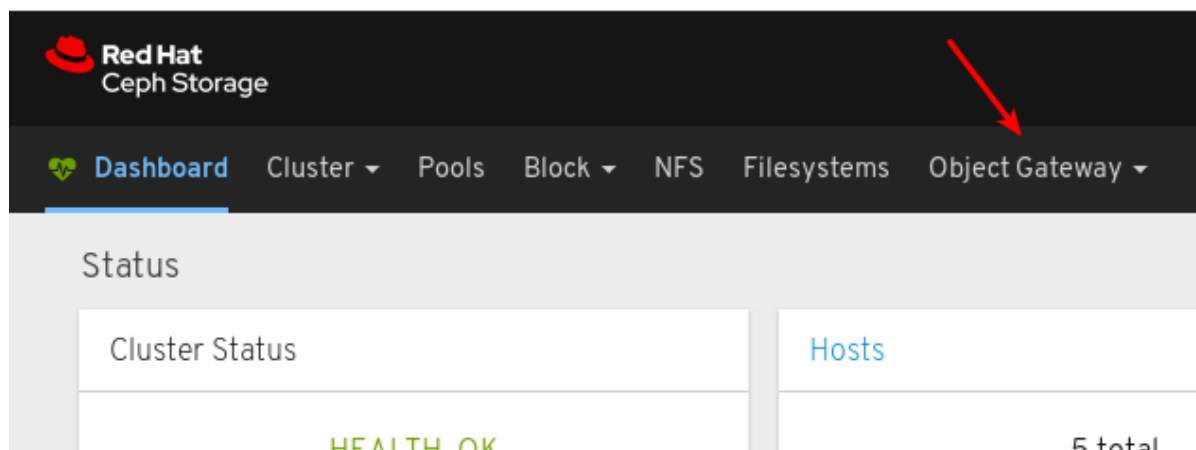 Red Hat
Ceph Storage
Dashboard Cluster Pools Block NFS Filesystems Object Gateway
Status
Cluster Status Hosts
HEALTH_OK 5 total